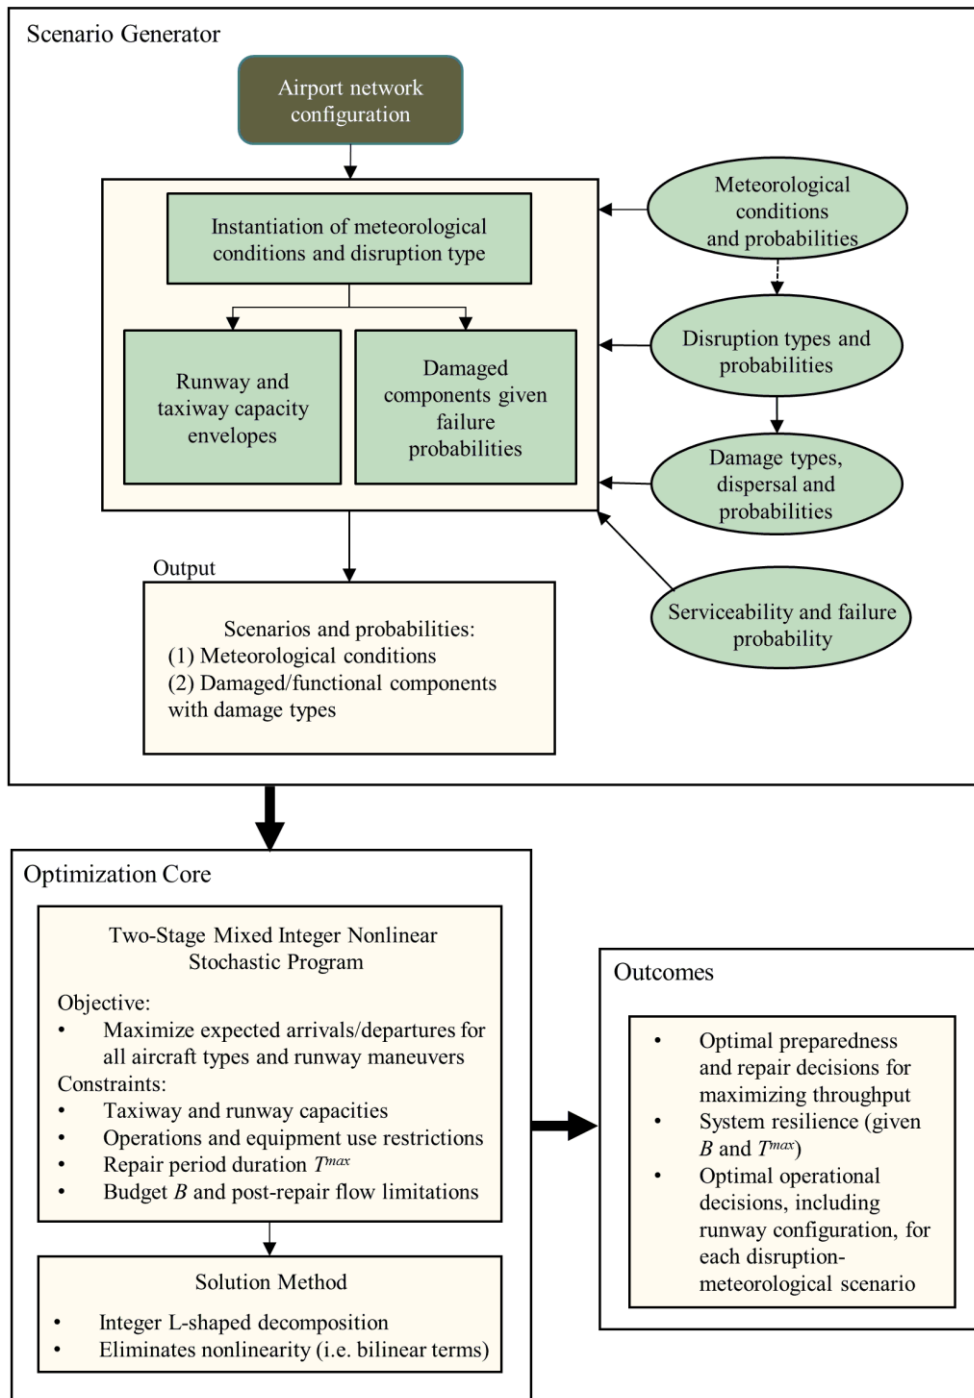 Scenario Generator
Airport network
configuration
Meteorological
conditions
and probabilities
Instantiation of meteorological
conditions and disruption type
Disruption types and
probabilities
Runway and
taxiway capacity
envelopes
Damaged
components given
failure
probabilities
Damage types,
dispersal and
probabilities
Serviceability and failure
probability
Output
Scenarios and probabilities:
(1) Meteorological conditions
(2) Damaged/functional components
with damage types
Optimization Core
Two-Stage Mixed Integer Nonlinear
Stochastic Program
Objective:
• Maximize expected arrivals/departures for
all aircraft types and runway maneuvers
Constraints:
• Taxiway and runway capacities
• Operations and equipment use restrictions
• Repair period duration T^max
• Budget B and post-repair flow limitations
Solution Method
• Integer L-shaped decomposition
• Eliminates nonlinearity (i.e. bilinear terms)
Outcomes
• Optimal preparedness
and repair decisions for
maximizing throughput
• System resilience (given
B and T^max)
• Optimal operational
decisions, including
runway configuration, for
each disruption-
meteorological scenario